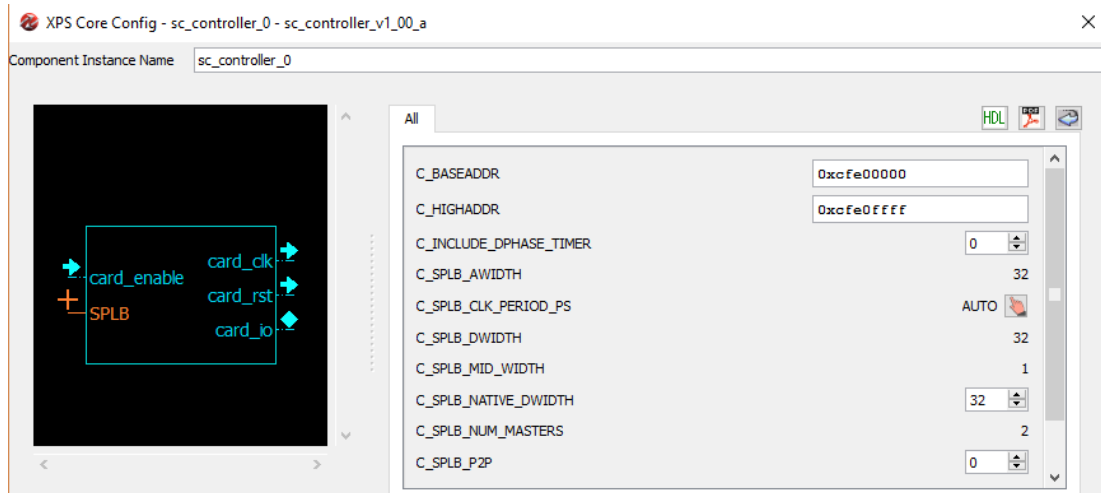 XPS Core Config - sc_controller_0 - sc_controller_v1_00_a
Component Instance Name sc_controller_0
card_enable
SPLB
card_clk
card_rst
card_io
All
HDL PDF
C_BASEADDR 0xcfe00000
C_HIGHADDR 0xcfe0ffff
C_INCLUDE_DPHASE_TIMER 0
C_SPLB_AWIDTH 32
C_SPLB_CLK_PERIOD_PS AUTO
C_SPLB_DWIDTH 32
C_SPLB_MID_WIDTH 1
C_SPLB_NATIVE_DWIDTH 32
C_SPLB_NUM_MASTERS 2
C_SPLB_P2P 0